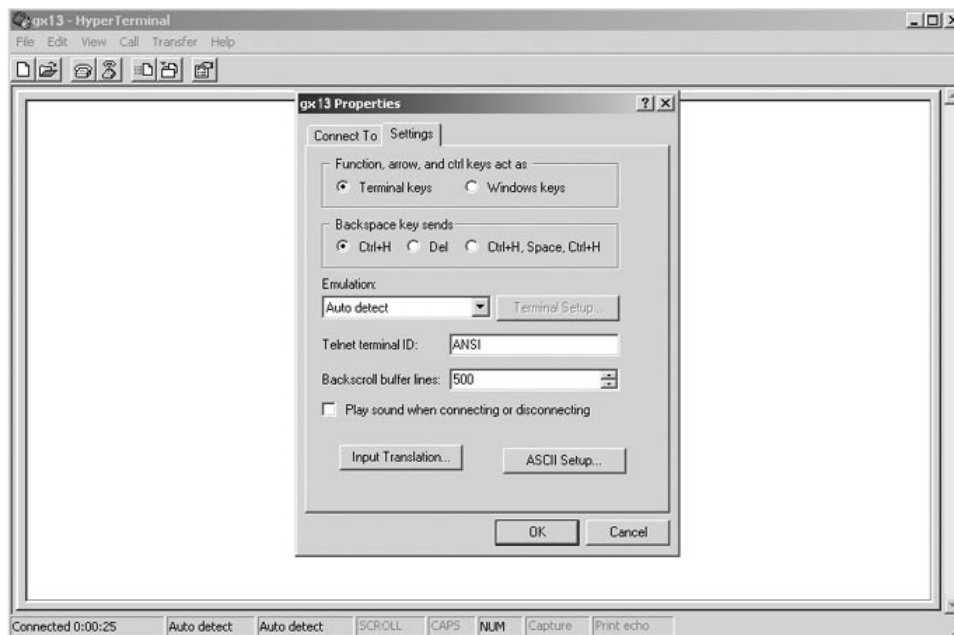 gx13 - HyperTerminal
File Edit View Call Transfer Help
gx13 Properties
Connect To Settings
Function, arrow, and ctrl keys act as
Terminal keys Windows keys
Backspace key sends
Ctrl+H Del Ctrl+H, Space, Ctrl+H
Emulation:
Auto detect Terminal Setup...
Telnet terminal ID: ANSI
Backscroll buffer lines: 500
Play sound when connecting or disconnecting
Input Translation... ASCII Setup...
OK Cancel
Connected 0:00:25 Auto detect Auto detect SCROLL CAPS NUM Capture Print echo